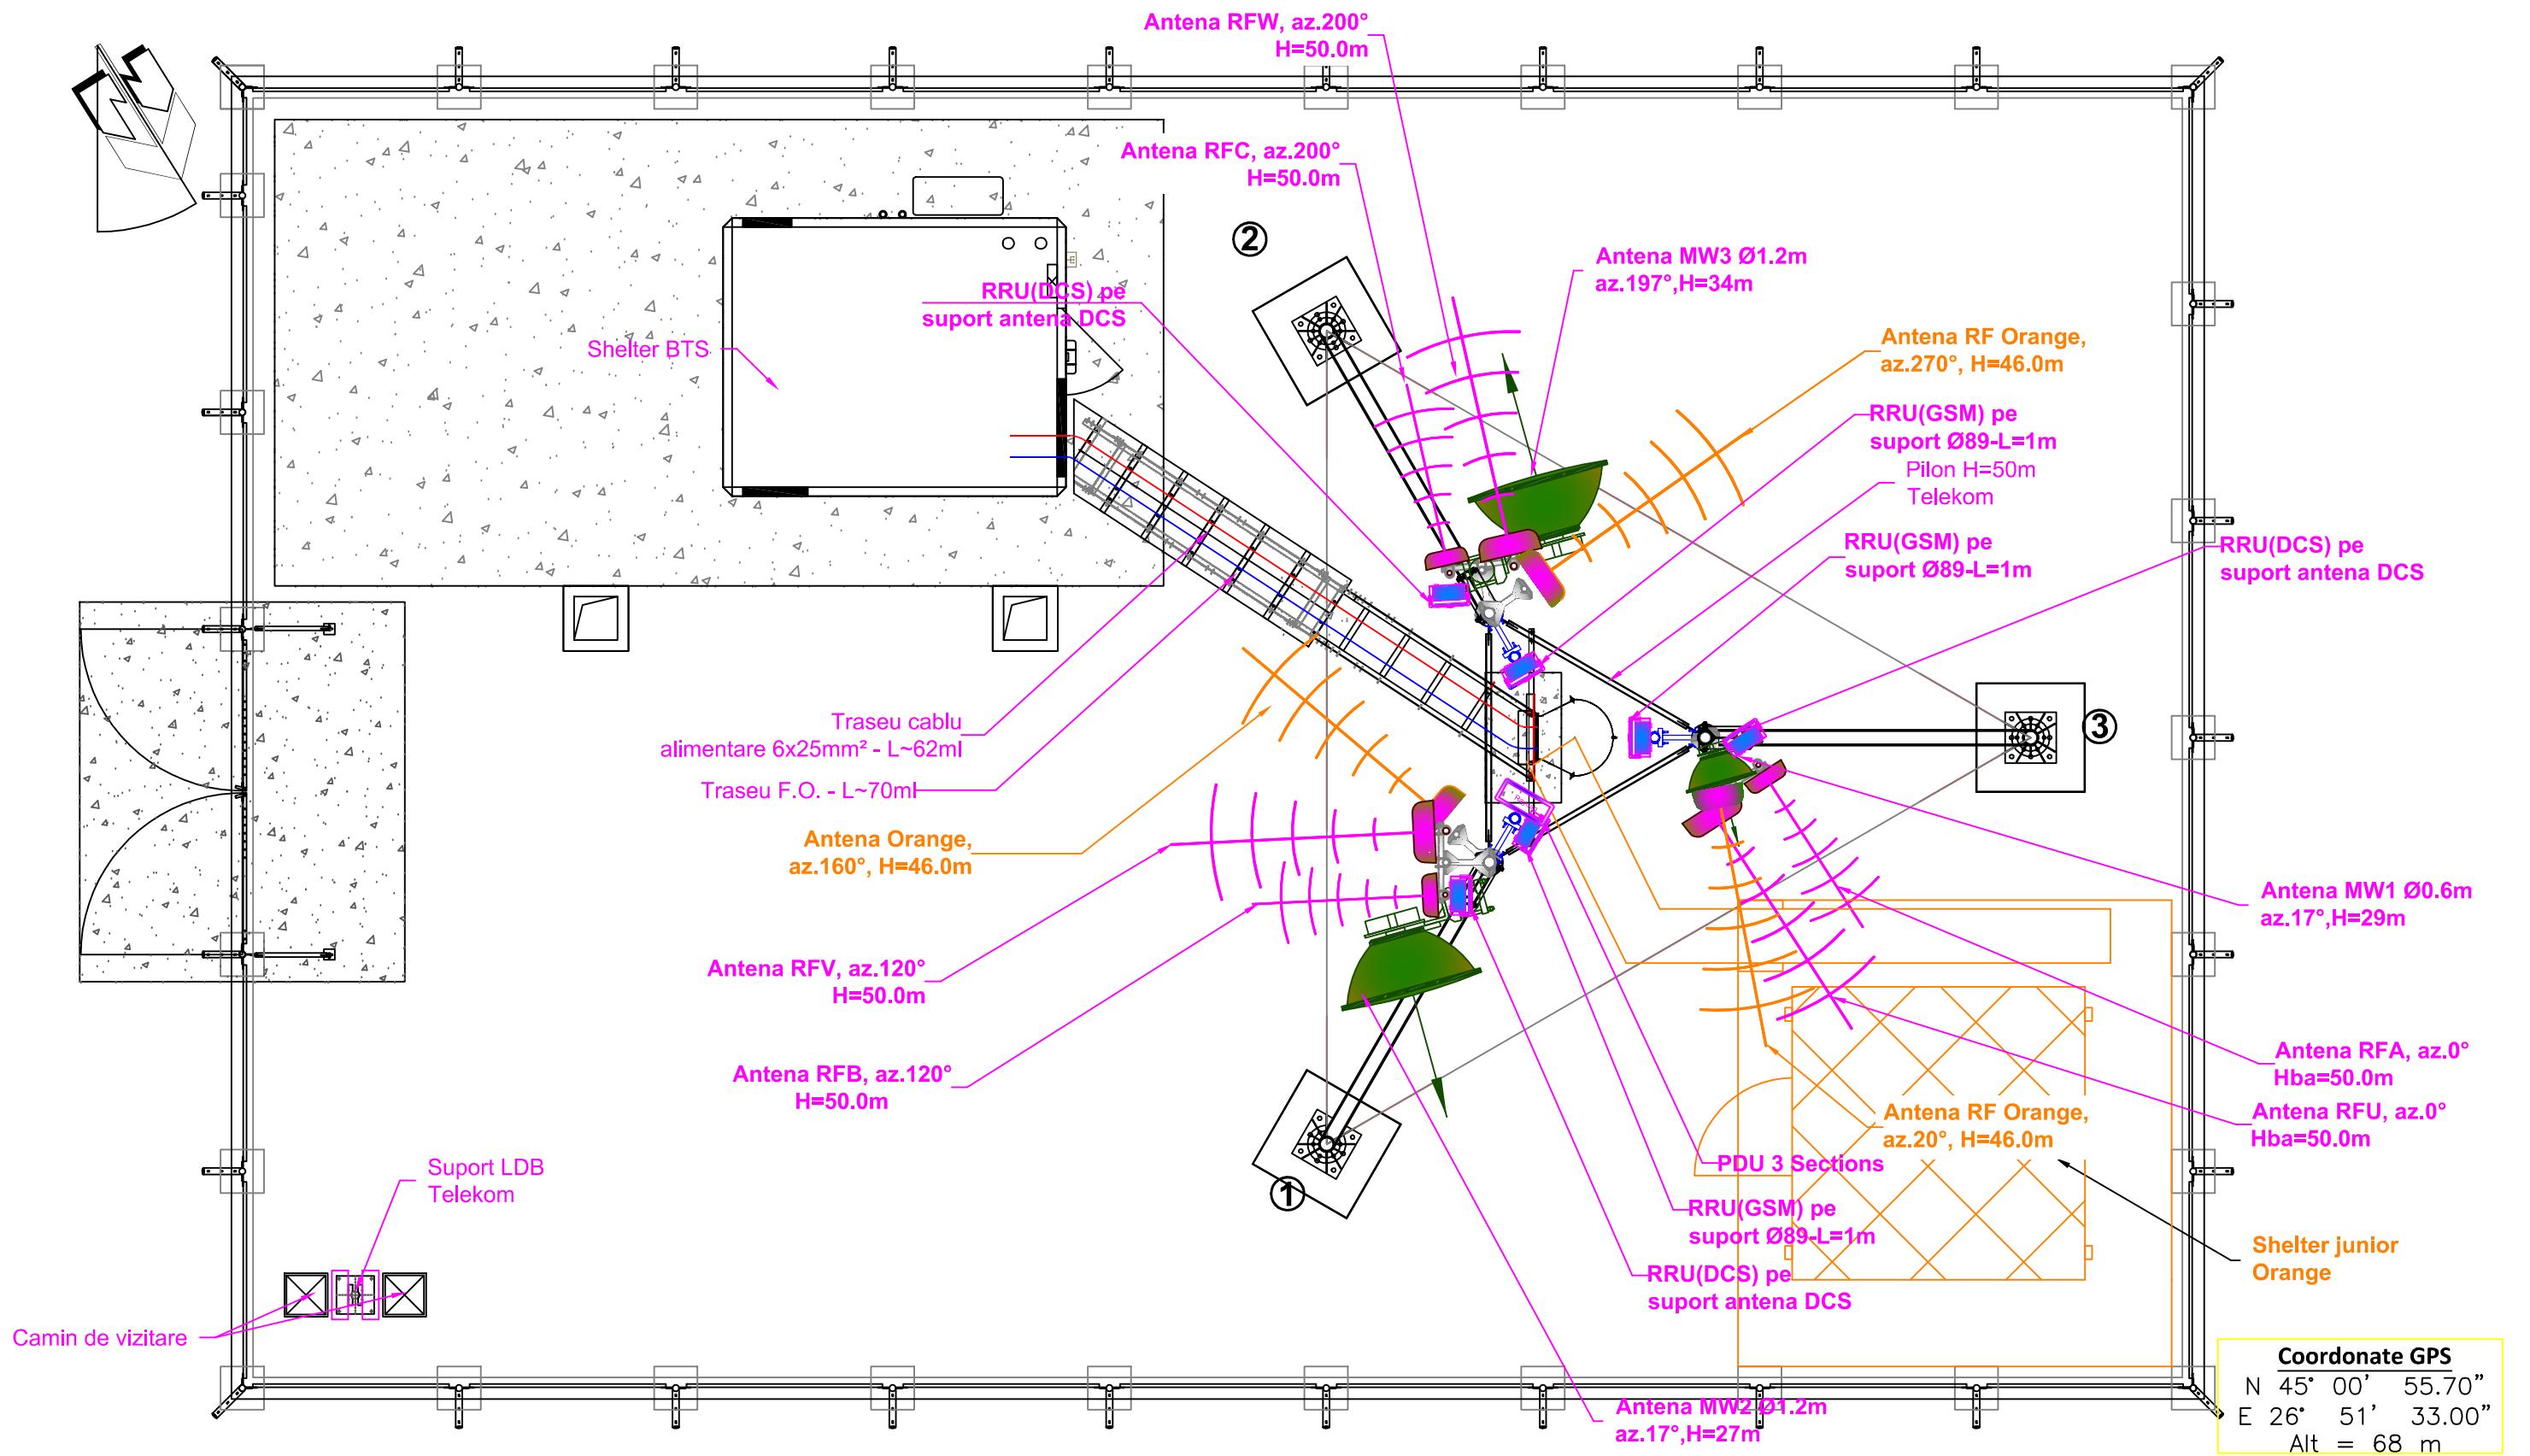 Antena RFW, az.200°
H=50.0m
Antena RFC, az.200°
H=50.0m
②
Antena MW3 Ø1.2m
az.197°,H=34m
RRU(DCS) pe
suport antena DCS
Shelter BTS
Antena RF Orange,
az.270°, H=46.0m
RRU(GSM) pe
suport Ø89-L=1m
Pilon H=50m
Telekom
RRU(GSM) pe
suport Ø89-L=1m
RRU(DCS) pe
suport antena DCS
③
Traseu cablu
alimentare 6x25mm² - L~62ml
Traseu F.O. - L~70ml
Antena Orange,
az.160°, H=46.0m
Antena MW1 Ø0.6m
az.17°,H=29m
Antena RFV, az.120°
H=50.0m
Antena RFB, az.120°
H=50.0m
Antena RFA, az.0°
Hba=50.0m
Antena RFU, az.0°
Hba=50.0m
Antena RF Orange,
az.20°, H=46.0m
PDU 3 Sections
①
Suport LDB
Telekom
RRU(GSM) pe
suport Ø89-L=1m
RRU(DCS) pe
suport antena DCS
Shelter junior
Orange
Camin de vizitare
Antena MW2 Ø1.2m
az.17°,H=27m
Coordonate GPS
N 45° 00' 55.70"
E 26° 51' 33.00"
Alt = 68 m